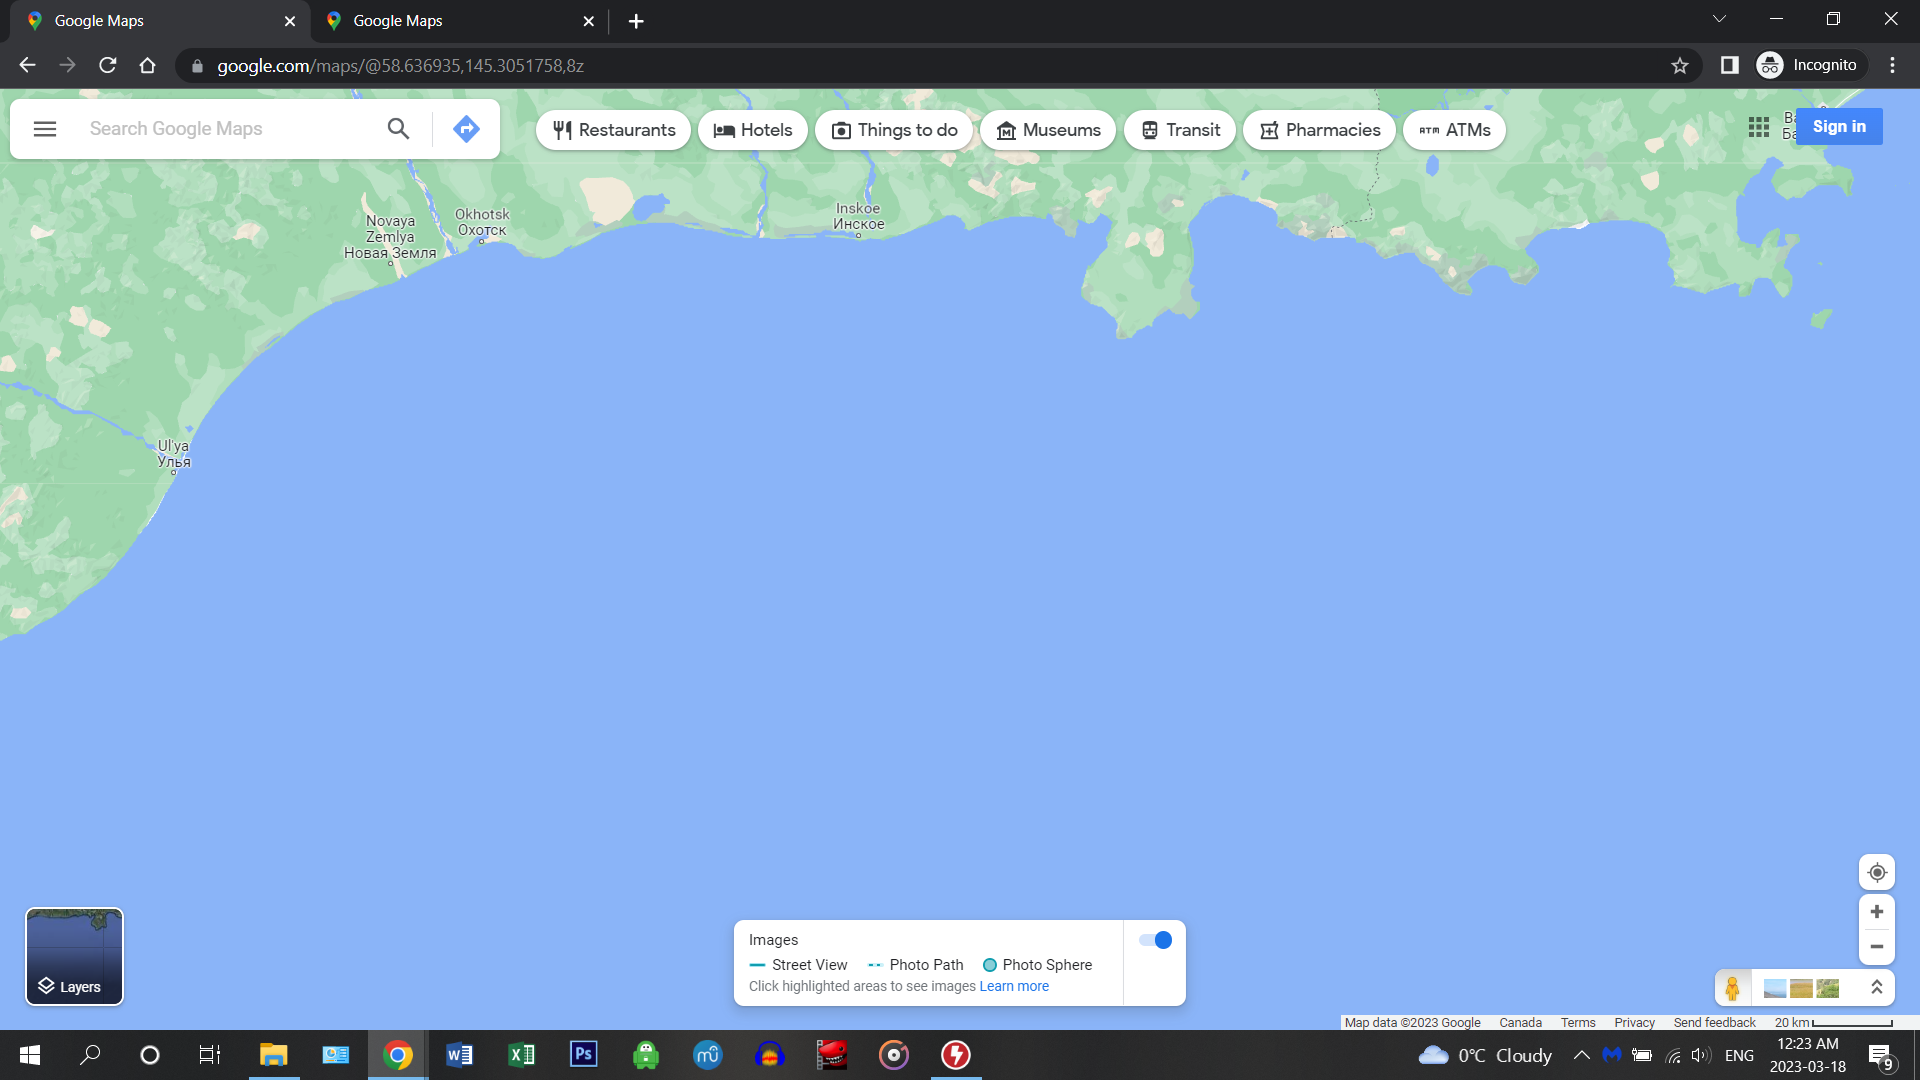 Google Maps
Google Maps
google.com/maps/@58.636935,145.3051758,8z
Incognito
Search Google Maps
Restaurants
Hotels
Things to do
Museums
Transit
Pharmacies
ATM ATMs
Sign in
Novaya
Zemlya
Новая Земля
Okhotsk
Охотск
Inskoe
Инское
Ul'ya
Улья
Layers
Images
Street View
Photo Path
Photo Sphere
Click highlighted areas to see images Learn more
Map data ©2023 Google
Canada
Terms
Privacy
Send feedback
20 km
0°C Cloudy
ENG
12:23 AM
2023-03-18
9